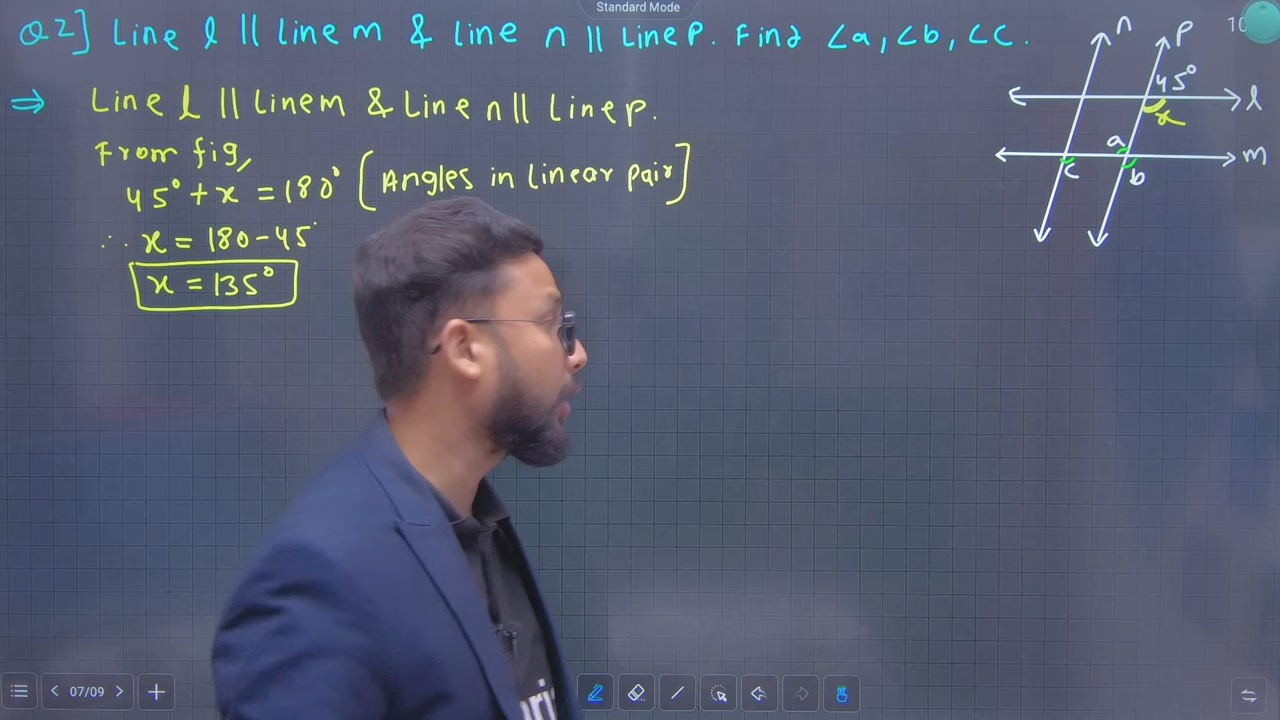 Standard Mode
Q2] Line l || line m & line n || Line p. Find ∠a, ∠b, ∠c.
10
⇒ Line l || Line m & Line n || Line p.
From fig,
45° + x = 180° [Angles in linear pair]
∴ x = 180 - 45°
x = 135°
n
p
45°
l
x
a
m
c
b
07/09